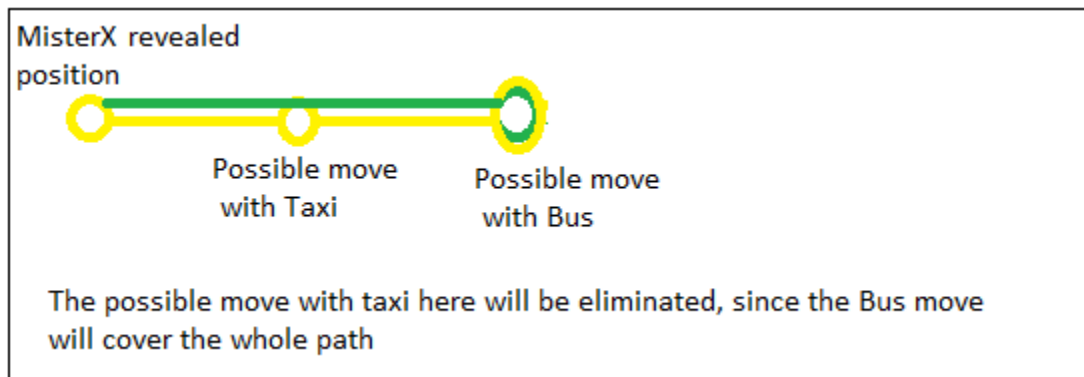 MisterX revealed
position
Possible move
with Taxi
Possible move
with Bus
The possible move with taxi here will be eliminated, since the Bus move
will cover the whole path